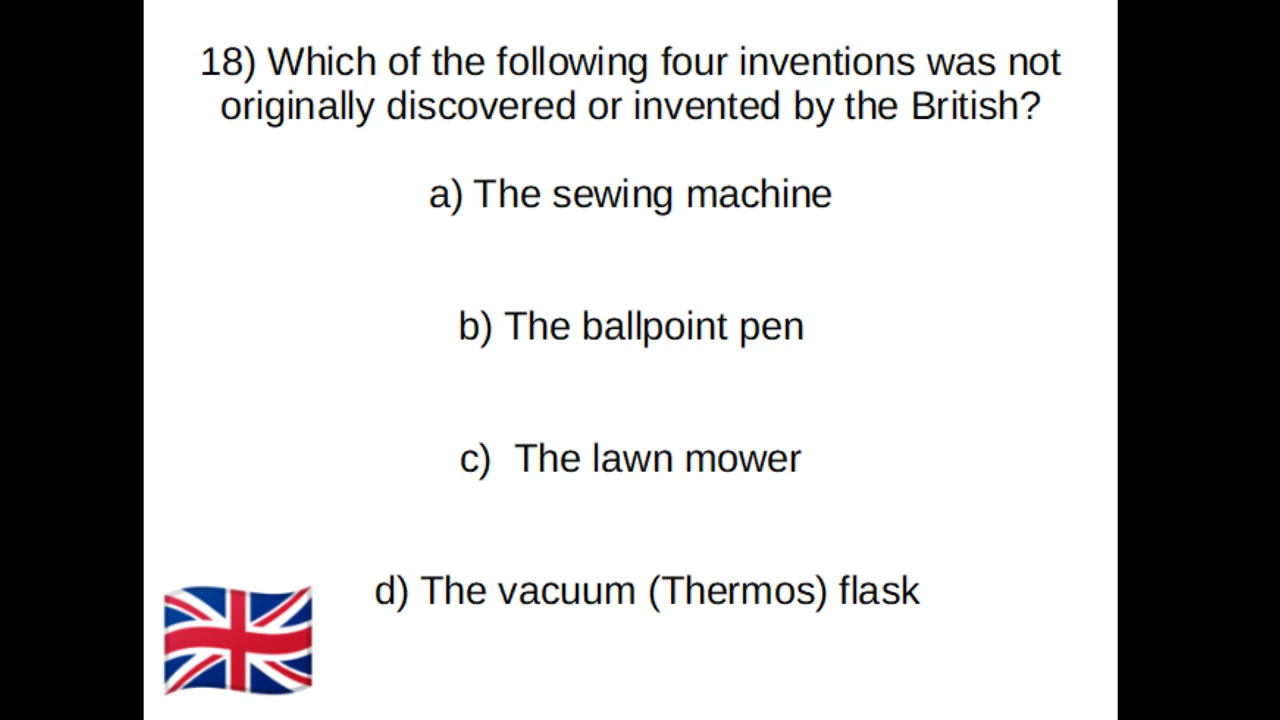 18) Which of the following four inventions was not
originally discovered or invented by the British?
a) The sewing machine
b) The ballpoint pen
c) The lawn mower
d) The vacuum (Thermos) flask